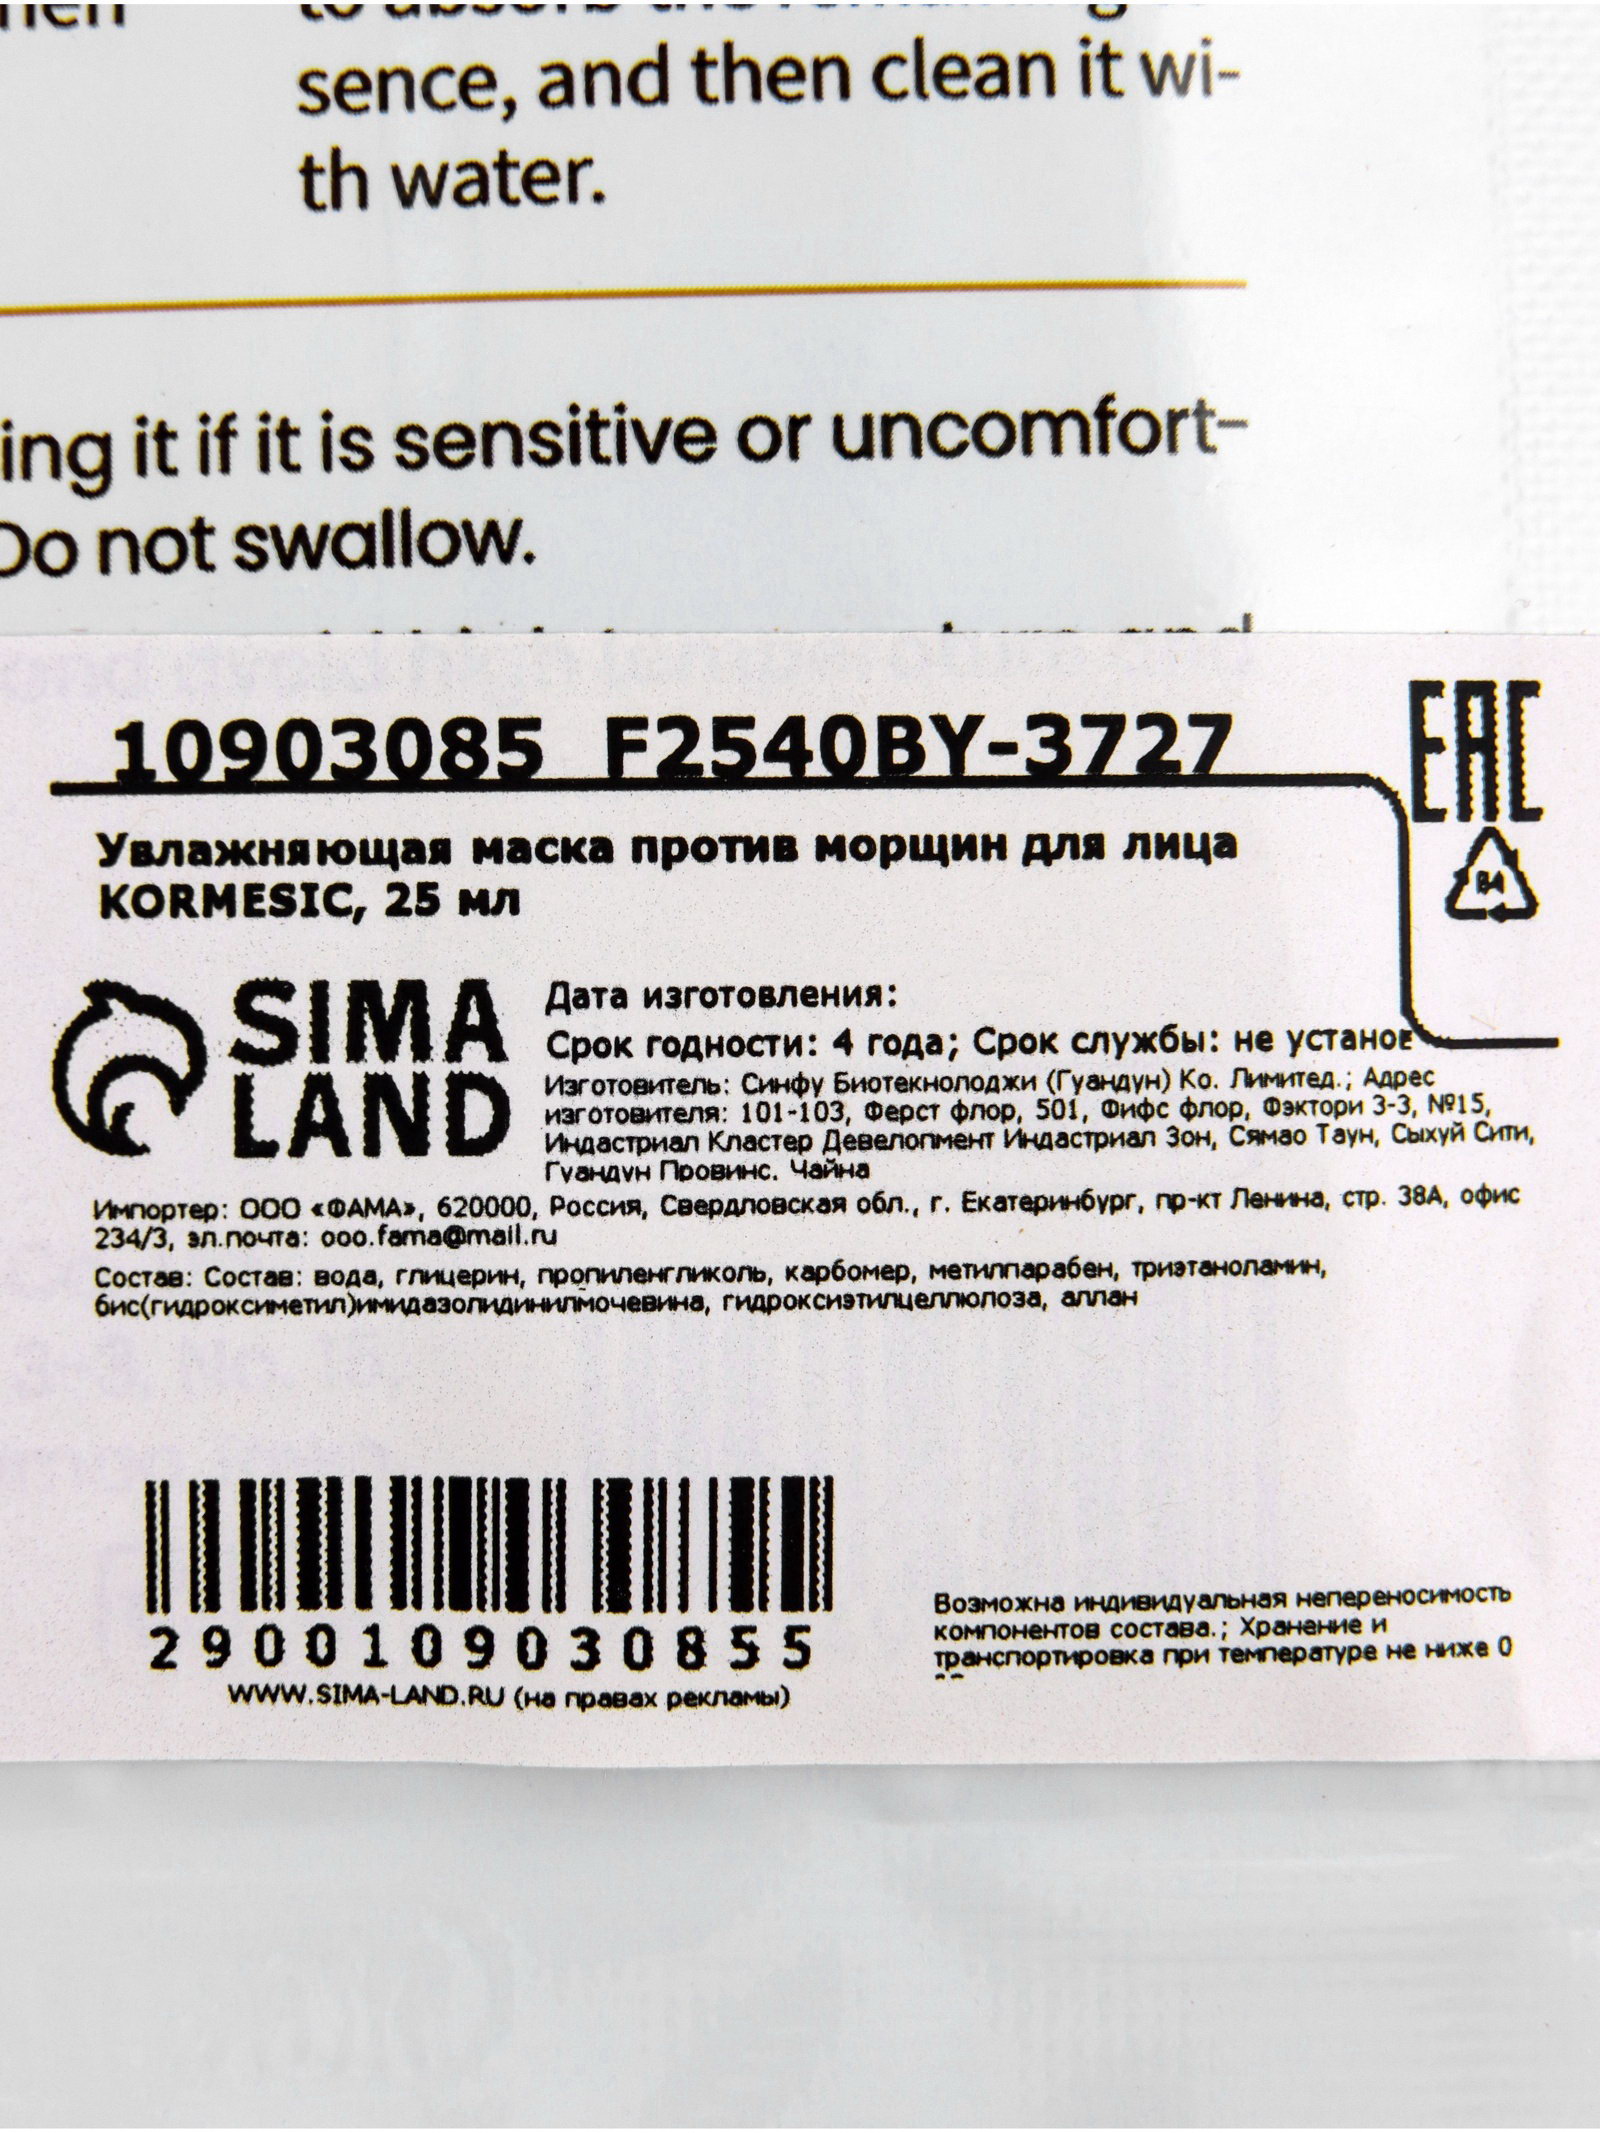 to absorb the remaining
sence, and then clean it wi-
th water.
ing it if it is sensitive or uncomfort-
Do not swallow.
10903085 F2540BY-3727
EAC
Увлажняющая маска против морщин для лица
KORMESIC, 25 мл
84
SIMA
LAND
Дата изготовления:
Срок годности: 4 года; Срок службы: не установ
Изготовитель: Синфу Биотекнолоджи (Гуандун) Ко. Лимитед.; Адрес
изготовителя: 101-103, Ферст флор, 501, Фифс флор, Фэктори 3-3, №15,
Индастриал Кластер Девелопмент Индастриал Зон, Сямао Таун, Сыхуй Сити,
Гуандун Провинс. Чайна
Импортер: ООО «ФАМА», 620000, Россия, Свердловская обл., г. Екатеринбург, пр-кт Ленина, стр. 38А, офис
234/3, эл.почта: ooo.fama@mail.ru
Состав: Состав: вода, глицерин, пропиленгликоль, карбомер, метилпарабен, триэтаноламин,
бис(гидроксиметил)имидазолидинилмочевина, гидроксиэтилцеллюлоза, аллан
2900109030855
WWW.SIMA-LAND.RU (на правах рекламы)
Возможна индивидуальная непереносимость
компонентов состава.; Хранение и
транспортировка при температуре не ниже 0